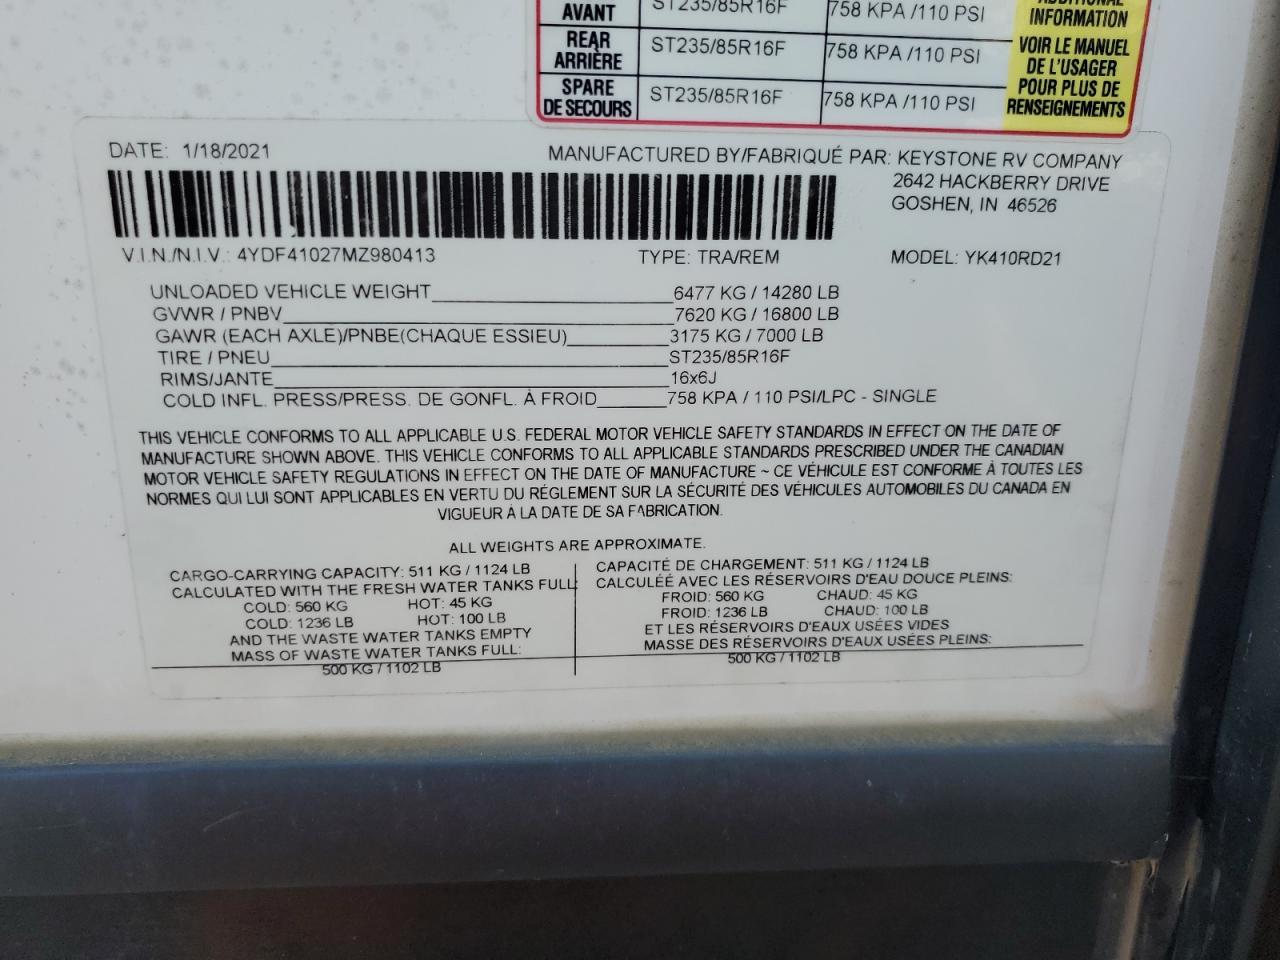 AVANT
ST235/85R16F
758 KPA /110 PSI
ADDITIONAL
INFORMATION
REAR
ARRIÈRE
ST235/85R16F
758 KPA /110 PSI
VOIR LE MANUEL
DE L'USAGER
POUR PLUS DE
RENSEIGNEMENTS
SPARE
DE SECOURS
ST235/85R16F
758 KPA /110 PSI
DATE: 1/18/2021
MANUFACTURED BY/FABRIQUÉ PAR: KEYSTONE RV COMPANY
2642 HACKBERRY DRIVE
GOSHEN, IN 46526
V.I.N./N.I.V.: 4YDF41027MZ980413
TYPE: TRA/REM
MODEL: YK410RD21
UNLOADED VEHICLE WEIGHT 6477 KG / 14280 LB
GVWR / PNBV 7620 KG / 16800 LB
GAWR (EACH AXLE)/PNBE(CHAQUE ESSIEU) 3175 KG / 7000 LB
TIRE / PNEU ST235/85R16F
RIMS/JANTE 16x6J
COLD INFL. PRESS/PRESS. DE GONFL. À FROID 758 KPA / 110 PSI/LPC - SINGLE
THIS VEHICLE CONFORMS TO ALL APPLICABLE U.S. FEDERAL MOTOR VEHICLE SAFETY STANDARDS IN EFFECT ON THE DATE OF
MANUFACTURE SHOWN ABOVE. THIS VEHICLE CONFORMS TO ALL APPLICABLE STANDARDS PRESCRIBED UNDER THE CANADIAN
MOTOR VEHICLE SAFETY REGULATIONS IN EFFECT ON THE DATE OF MANUFACTURE ~ CE VÉHICULE EST CONFORME À TOUTES LES
NORMES QUI LUI SONT APPLICABLES EN VERTU DU RÉGLEMENT SUR LA SÉCURITÉ DES VÉHICULES AUTOMOBILES DU CANADA EN
VIGUEUR À LA DATE DE SA FABRICATION.
ALL WEIGHTS ARE APPROXIMATE.
CARGO-CARRYING CAPACITY: 511 KG / 1124 LB
CALCULATED WITH THE FRESH WATER TANKS FULL
COLD: 560 KG HOT: 45 KG
COLD: 1236 LB HOT: 100 LB
AND THE WASTE WATER TANKS EMPTY
MASS OF WASTE WATER TANKS FULL:
500 KG / 1102 LB
CAPACITÉ DE CHARGEMENT: 511 KG / 1124 LB
CALCULÉE AVEC LES RÉSERVOIRS D'EAU DOUCE PLEINS:
FROID: 560 KG CHAUD: 45 KG
FROID: 1236 LB CHAUD: 100 LB
ET LES RÉSERVOIRS D'EAUX USÉES VIDES
MASSE DES RÉSERVOIRS D'EAUX USÉES PLEINS:
500 KG / 1102 LB